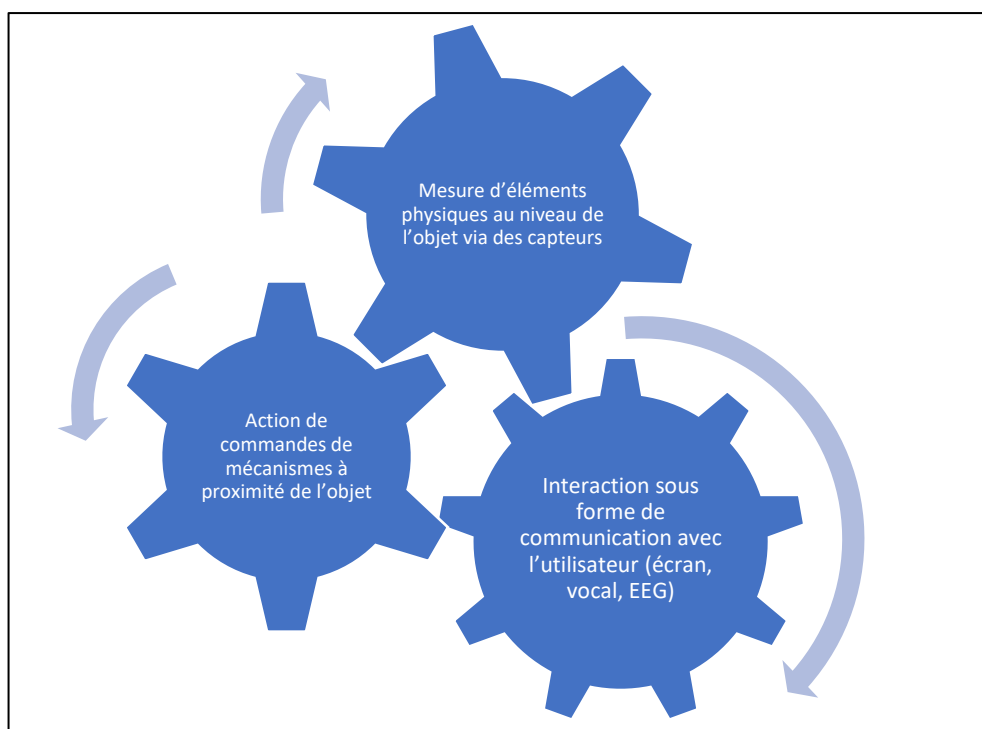 Mesure d’éléments
physiques au niveau de
l’objet via des capteurs
Action de
commandes de
mécanismes à
proximité de l’objet
Interaction sous
forme de
communication avec
l’utilisateur (écran,
vocal, EEG)